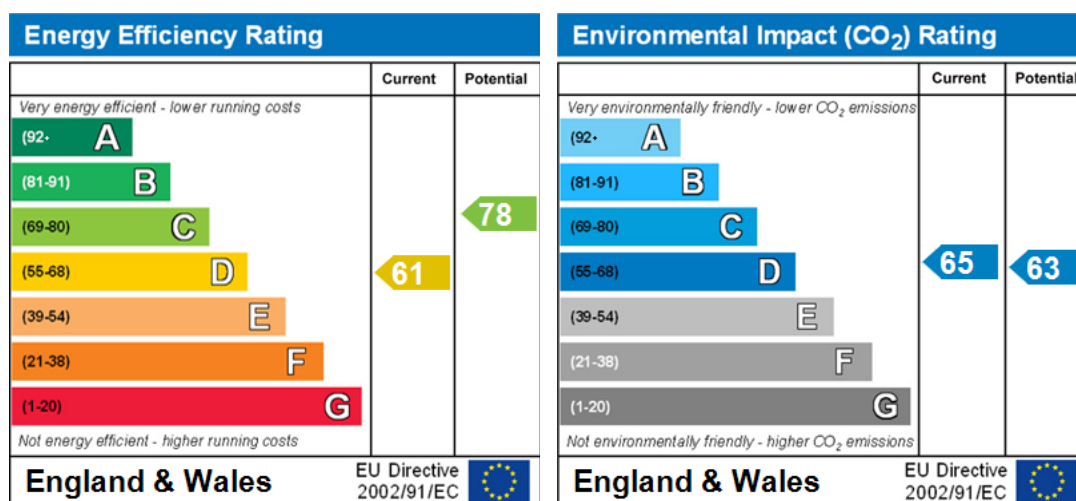 Energy Efficiency Rating
Current Potential
Very energy efficient - lower running costs
(92+ A
(81-91) B
(69-80) C
78
(55-68) D
61
(39-54) E
(21-38) F
(1-20) G
Not energy efficient - higher running costs
England & Wales
EU Directive
2002/91/EC
Environmental Impact (CO₂) Rating
Current Potential
Very environmentally friendly - lower CO₂ emissions
(92+ A
(81-91) B
(69-80) C
(55-68) D
65
63
(39-54) E
(21-38) F
(1-20) G
Not environmentally friendly - higher CO₂ emissions
England & Wales
EU Directive
2002/91/EC